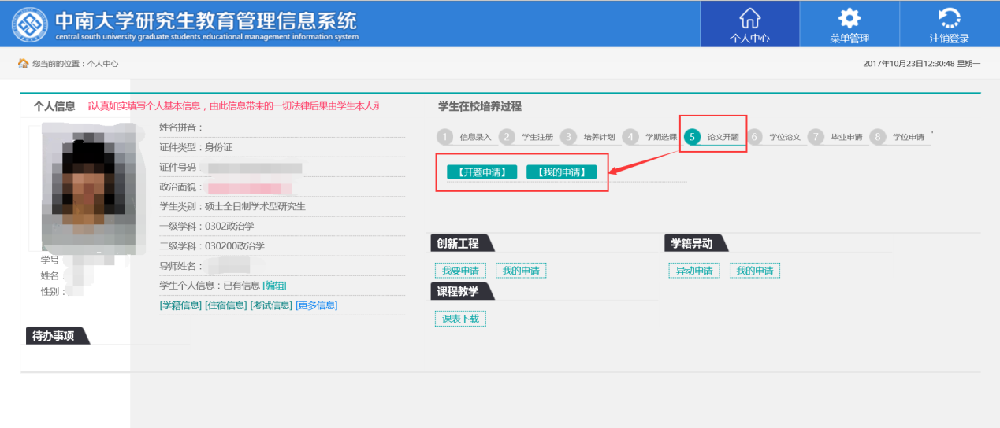 中南大学研究生教育管理信息系统
central south university graduate students educational management information system
个人中心
菜单管理
注销登录
您当前的位置：个人中心
2017年10月23日12:30:48 星期一
个人信息
认真如实填写个人基本信息，由此信息带来的一切法律后果由学生本人
姓名拼音：
证件类型：身份证
证件号码
政治面貌：
学生类别：硕士全日制学术型研究生
一级学科：0302政治学
二级学科：030200政治学
导师姓名：
学生个人信息：已有信息 [编辑]
[学籍信息] [住宿信息] [考试信息] [更多信息]
学号
姓名：
性别：
待办事项
学生在校培养过程
1 信息录入 2 学生注册 3 培养计划 4 学期选课 5 论文开题 6 学位论文 7 毕业申请 8 学位申请
【开题申请】 【我的申请】
创新工程
我要申请 我的申请
学籍异动
异动申请 我的申请
课程教学
课表下载